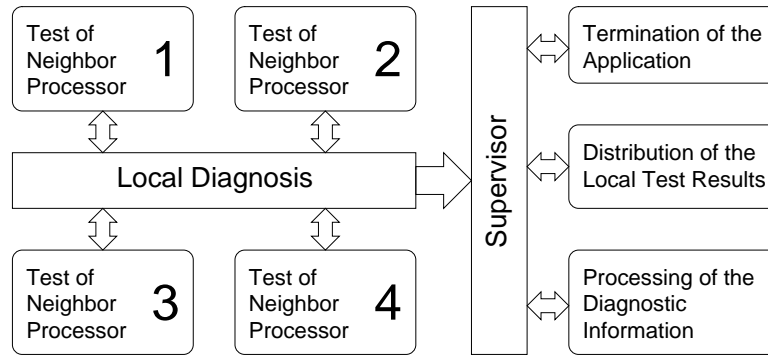 Test of
Neighbor
Processor
1
Test of
Neighbor
Processor
2
Local Diagnosis
Test of
Neighbor
Processor
3
Test of
Neighbor
Processor
4
Supervisor
Termination of the
Application
Distribution of the
Local Test Results
Processing of the
Diagnostic
Information